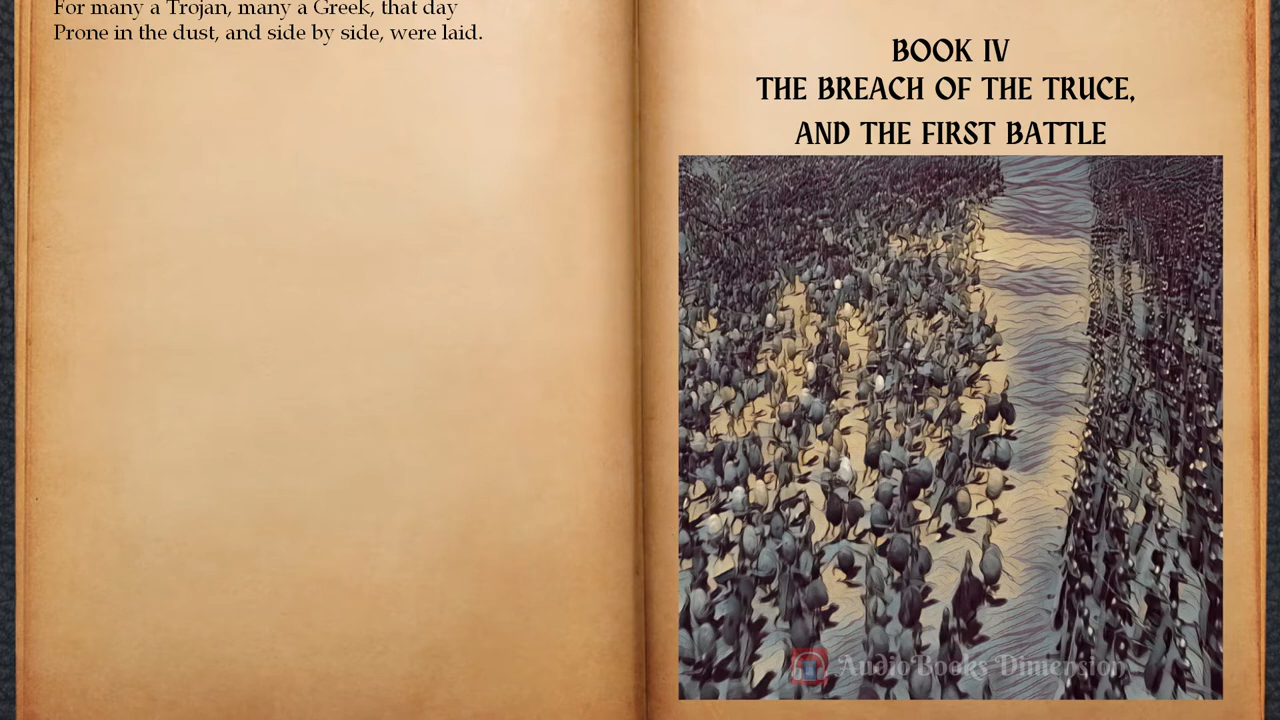 For many a Trojan, many a Greek, that day
Prone in the dust, and side by side, were laid.
BOOK IV
THE BREACH OF THE TRUCE,
AND THE FIRST BATTLE
AudioBooks Dimension